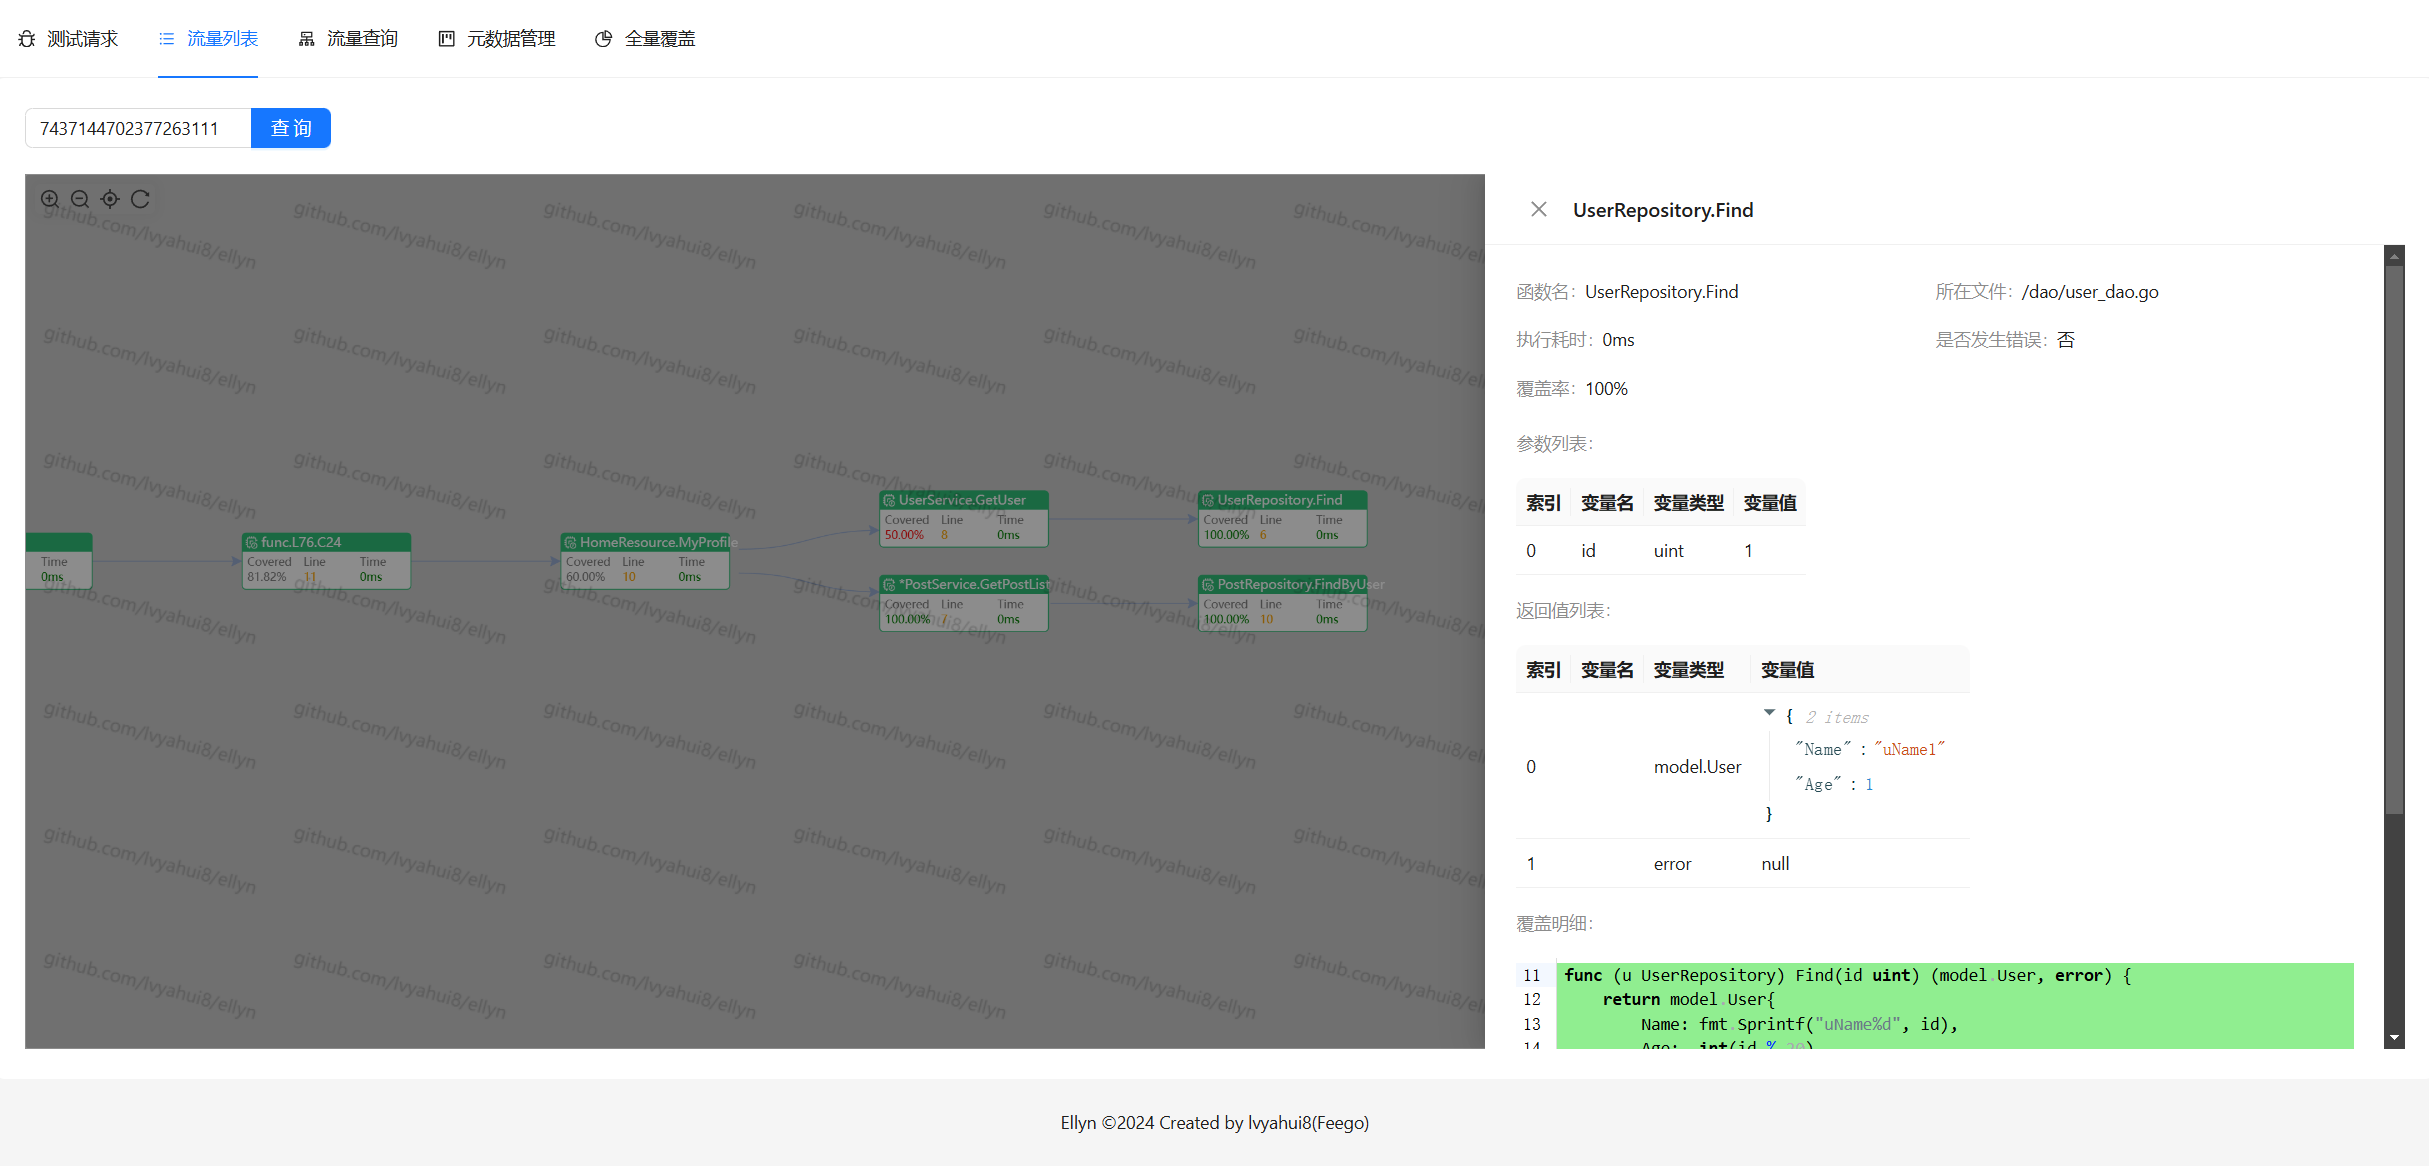 测试请求 流量列表 流量查询 元数据管理 全量覆盖
7437144702377263111 查 询
github.com/lvyahui8/ellyn
UserRepository.Find
函数名: UserRepository.Find 所在文件: /dao/user_dao.go
执行耗时: 0ms 是否发生错误: 否
覆盖率: 100%
参数列表:
索引 变量名 变量类型 变量值
0 id uint 1
返回值列表:
索引 变量名 变量类型 变量值
0 model.User
{ 2 items
"Name" : "uName1"
"Age" : 1
}
1 error null
覆盖明细:
11 func (u UserRepository) Find(id uint) (model.User, error) {
12 return model.User{
13 Name: fmt.Sprintf("uName%d", id),
14 Age: int(id % 20)
Time
0ms
func.L76.C24
Covered Line Time
81.82% 11 0ms
HomeResource.MyProfile
Covered Line Time
60.00% 10 0ms
UserService.GetUser
Covered Line Time
50.00% 8 0ms
*PostService.GetPostList
Covered Line Time
100.00% 7 0ms
UserRepository.Find
Covered Line Time
100.00% 6 0ms
PostRepository.FindByUser
Covered Line Time
100.00% 10 0ms
Ellyn ©2024 Created by lvyahui8(Feego)